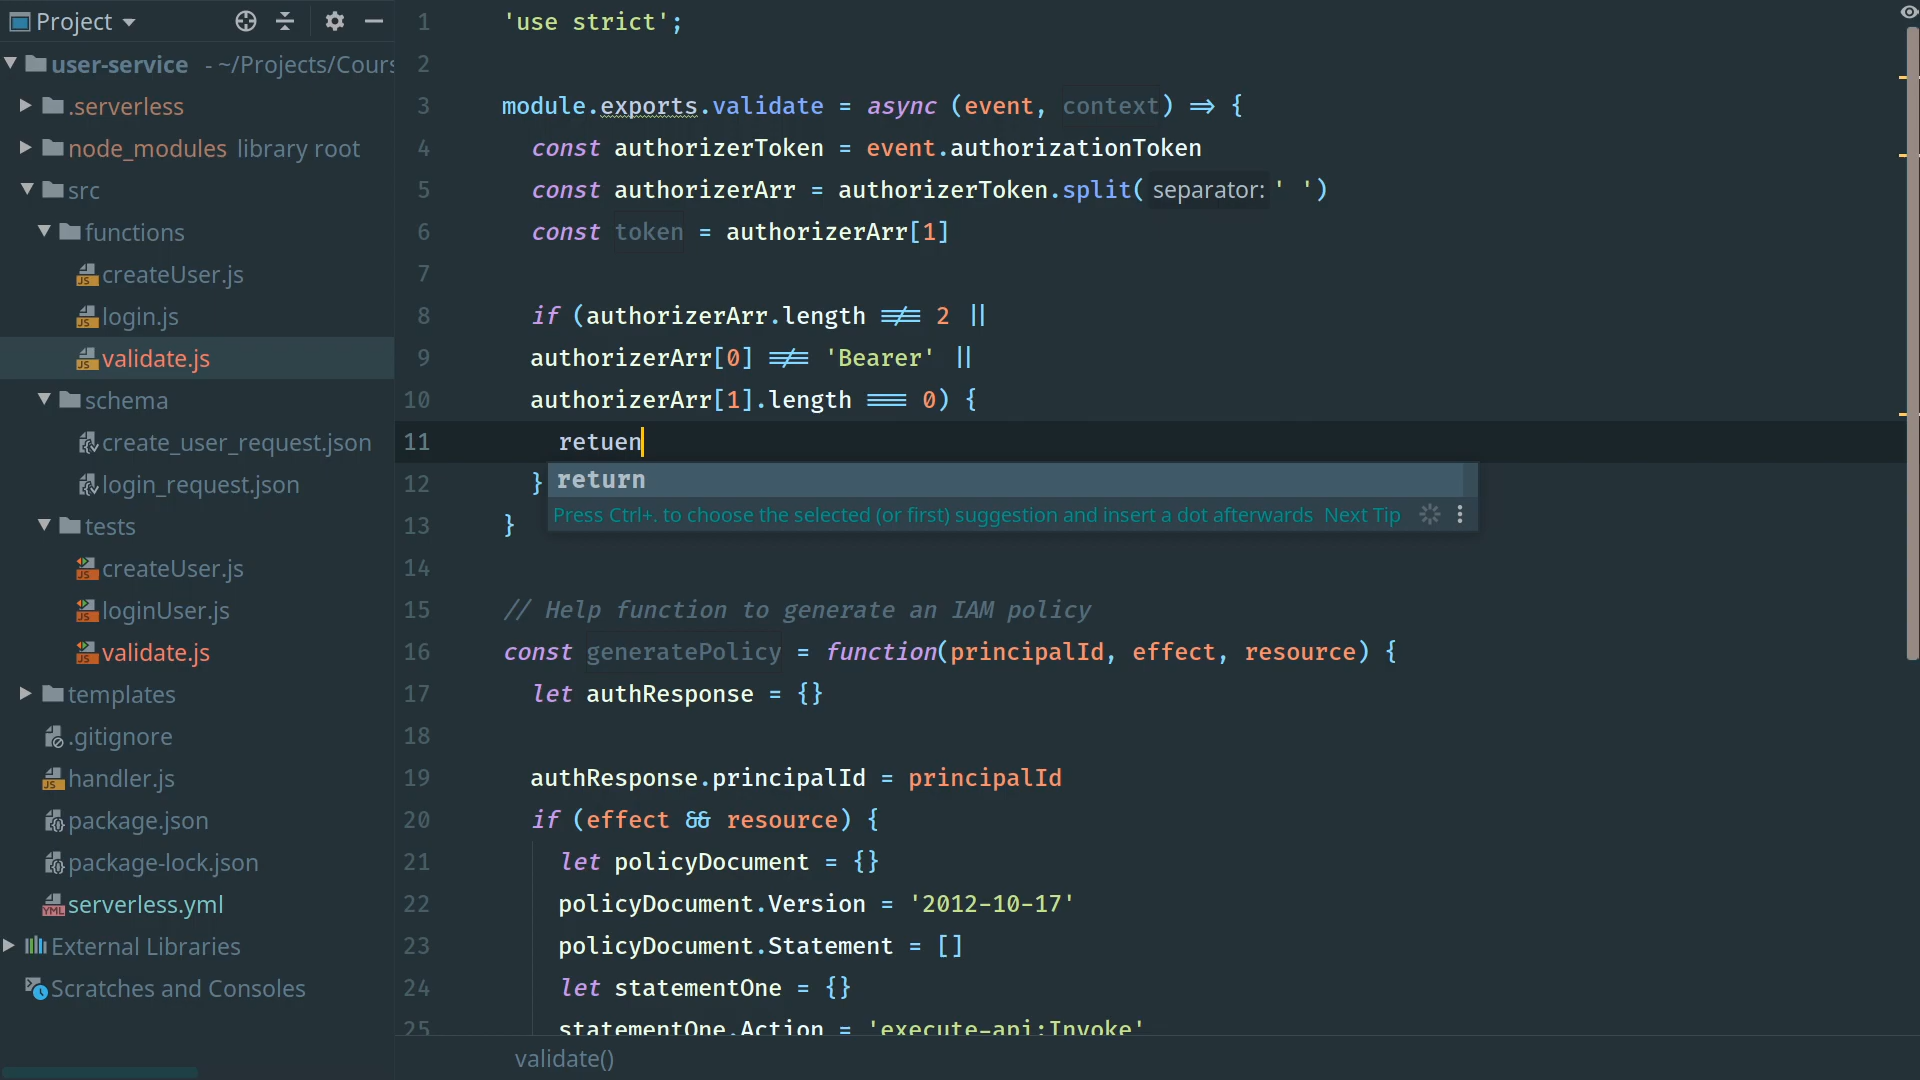 Project
user-service - ~/Projects/Cours
.serverless
node_modules library root
src
functions
createUser.js
login.js
validate.js
schema
create_user_request.json
login_request.json
tests
createUser.js
loginUser.js
validate.js
templates
.gitignore
handler.js
package.json
package-lock.json
serverless.yml
External Libraries
Scratches and Consoles
1 'use strict';
2
3 module.exports.validate = async (event, context) => {
4 const authorizerToken = event.authorizationToken
5 const authorizerArr = authorizerToken.split( separator: ' ')
6 const token = authorizerArr[1]
7
8 if (authorizerArr.length !== 2 ||
9 authorizerArr[0] !== 'Bearer' ||
10 authorizerArr[1].length === 0) {
11 retuen
12 }
return
Press Ctrl+. to choose the selected (or first) suggestion and insert a dot afterwards Next Tip
13 }
14
15 // Help function to generate an IAM policy
16 const generatePolicy = function(principalId, effect, resource) {
17 let authResponse = {}
18
19 authResponse.principalId = principalId
20 if (effect && resource) {
21 let policyDocument = {}
22 policyDocument.Version = '2012-10-17'
23 policyDocument.Statement = []
24 let statementOne = {}
25 statementOne.Action = 'execute-api:Invoke'
validate()